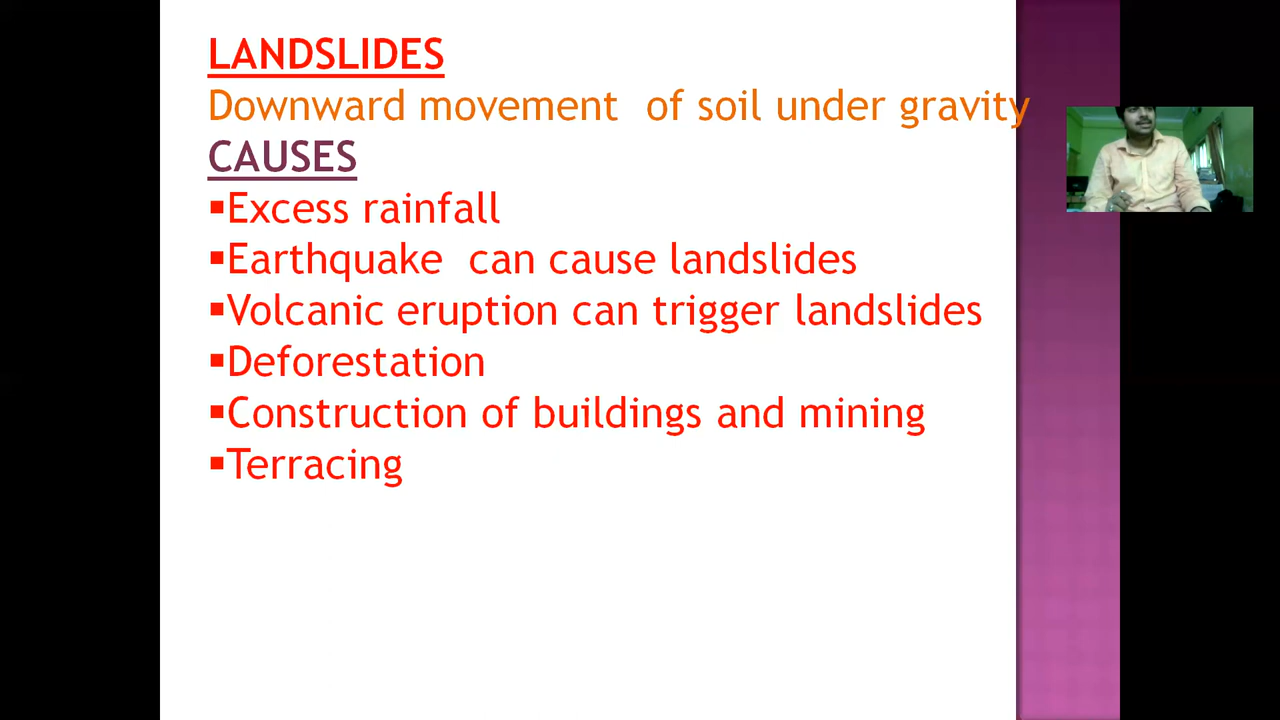 LANDSLIDES
Downward movement of soil under gravity
CAUSES
▪Excess rainfall
▪Earthquake can cause landslides
▪Volcanic eruption can trigger landslides
▪Deforestation
▪Construction of buildings and mining
▪Terracing